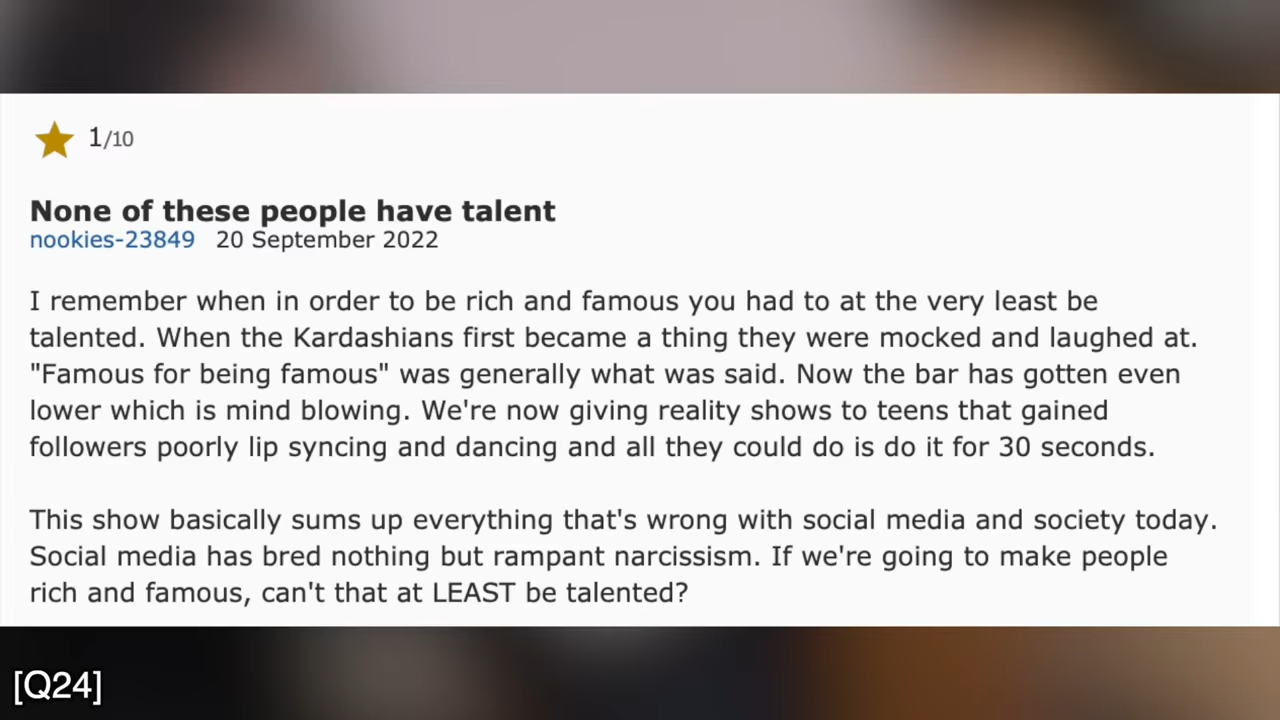 1/10
None of these people have talent
nookies-23849 20 September 2022
I remember when in order to be rich and famous you had to at the very least be
talented. When the Kardashians first became a thing they were mocked and laughed at.
"Famous for being famous" was generally what was said. Now the bar has gotten even
lower which is mind blowing. We're now giving reality shows to teens that gained
followers poorly lip syncing and dancing and all they could do is do it for 30 seconds.
This show basically sums up everything that's wrong with social media and society today.
Social media has bred nothing but rampant narcissism. If we're going to make people
rich and famous, can't that at LEAST be talented?
[Q24]